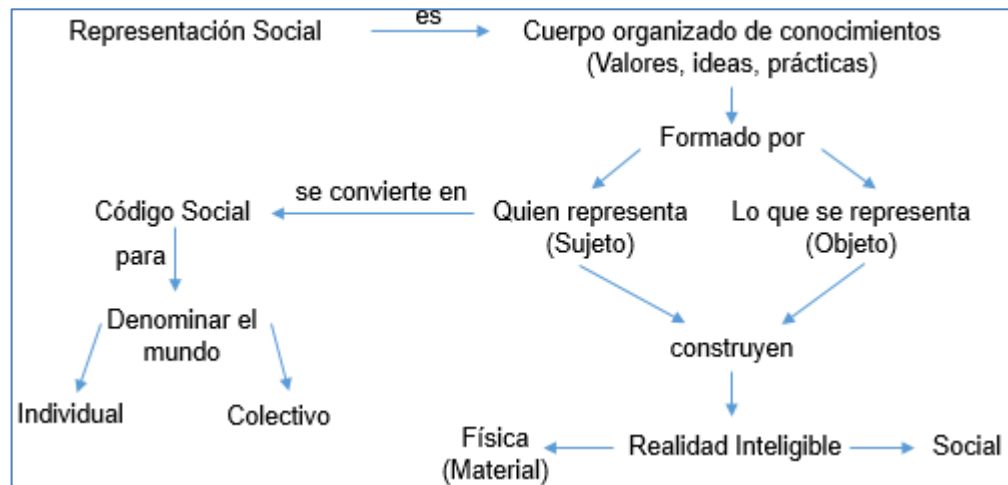 Representación Social
es
Cuerpo organizado de conocimientos
(Valores, ideas, prácticas)
Formado por
Quien representa
(Sujeto)
Lo que se representa
(Objeto)
se convierte en
Código Social
para
Denominar el
mundo
Individual
Colectivo
construyen
Realidad Inteligible
Física
(Material)
Social